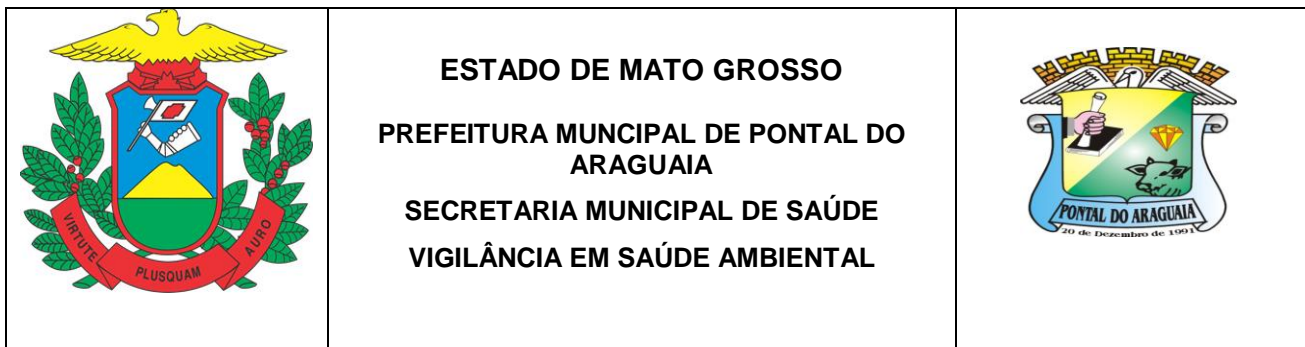 VIRTUTE PLUSQUAM AURO
ESTADO DE MATO GROSSO
PREFEITURA MUNCIPAL DE PONTAL DO
ARAGUAIA
SECRETARIA MUNICIPAL DE SAÚDE
VIGILÂNCIA EM SAÚDE AMBIENTAL
PONTAL DO ARAGUAIA
20 de Dezembro de 1991